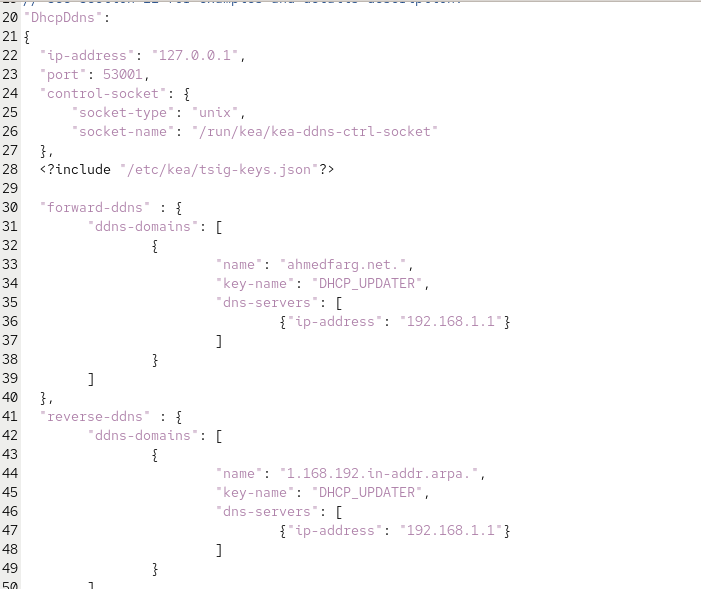 20 "DhcpDdns":
21 {
22 "ip-address": "127.0.0.1",
23 "port": 53001,
24 "control-socket": {
25 "socket-type": "unix",
26 "socket-name": "/run/kea/kea-ddns-ctrl-socket"
27 },
28 <?include "/etc/kea/tsig-keys.json"?>
29
30 "forward-ddns" : {
31 "ddns-domains": [
32 {
33 "name": "ahmedfarg.net.",
34 "key-name": "DHCP_UPDATER",
35 "dns-servers": [
36 {"ip-address": "192.168.1.1"}
37 ]
38 }
39 ]
40 },
41 "reverse-ddns" : {
42 "ddns-domains": [
43 {
44 "name": "1.168.192.in-addr.arpa.",
45 "key-name": "DHCP_UPDATER",
46 "dns-servers": [
47 {"ip-address": "192.168.1.1"}
48 ]
49 }
50 ]